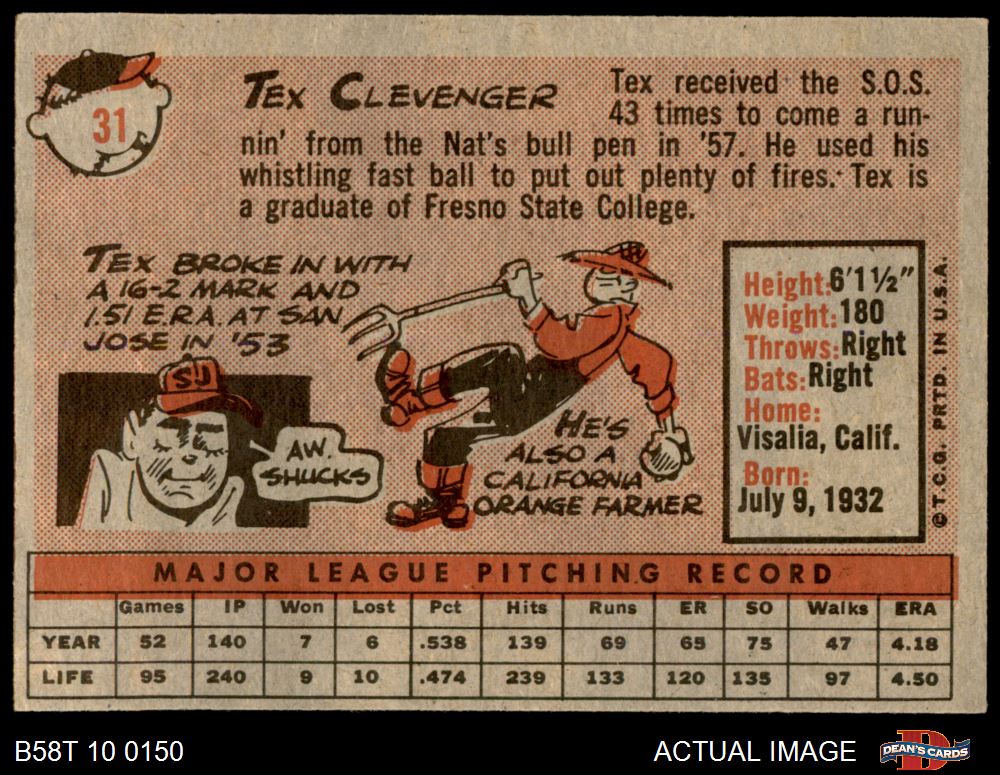 31
TEX CLEVENGER
Tex received the S.O.S.
43 times to come a run-
nin' from the Nat's bull pen in '57. He used his
whistling fast ball to put out plenty of fires. Tex is
a graduate of Fresno State College.
TEX BROKE IN WITH
A 16-2 MARK AND
1.51 E.R.A. AT SAN
JOSE IN '53
SJ
AW.
SHUCKS
HE'S
ALSO A
CALIFORNIA
ORANGE FARMER
Height: 6'1½"
Weight: 180
Throws: Right
Bats: Right
Home:
Visalia, Calif.
Born:
July 9, 1932
© T.C.G. PRTD. IN U.S.A.
MAJOR LEAGUE PITCHING RECORD
Games IP Won Lost Pct Hits Runs ER SO Walks ERA
YEAR 52 140 7 6 .538 139 69 65 75 47 4.18
LIFE 95 240 9 10 .474 239 133 120 135 97 4.50
B58T 10 0150
ACTUAL IMAGE
DEAN'S CARDS